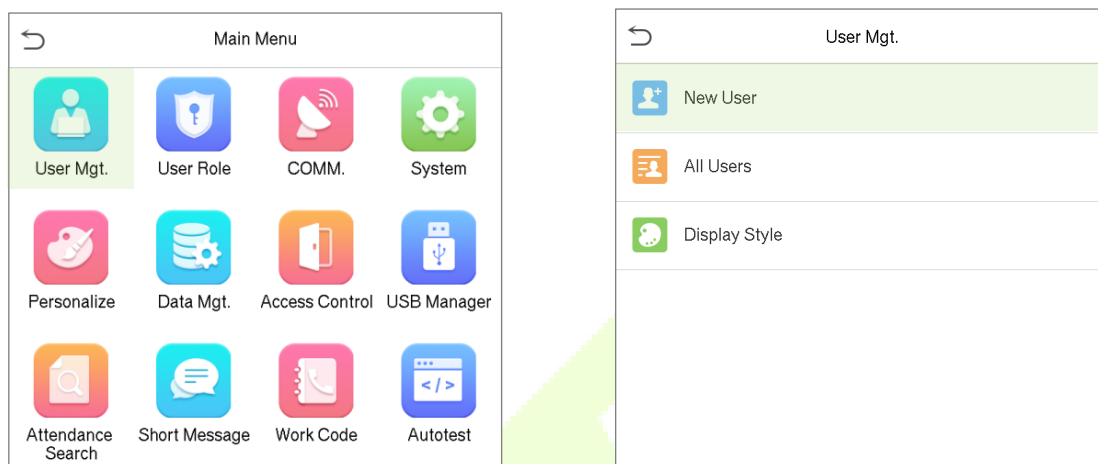 Main Menu
User Mgt.
User Role
COMM.
System
Personalize
Data Mgt.
Access Control
USB Manager
Attendance
Search
Short Message
Work Code
Autotest
User Mgt.
New User
All Users
Display Style